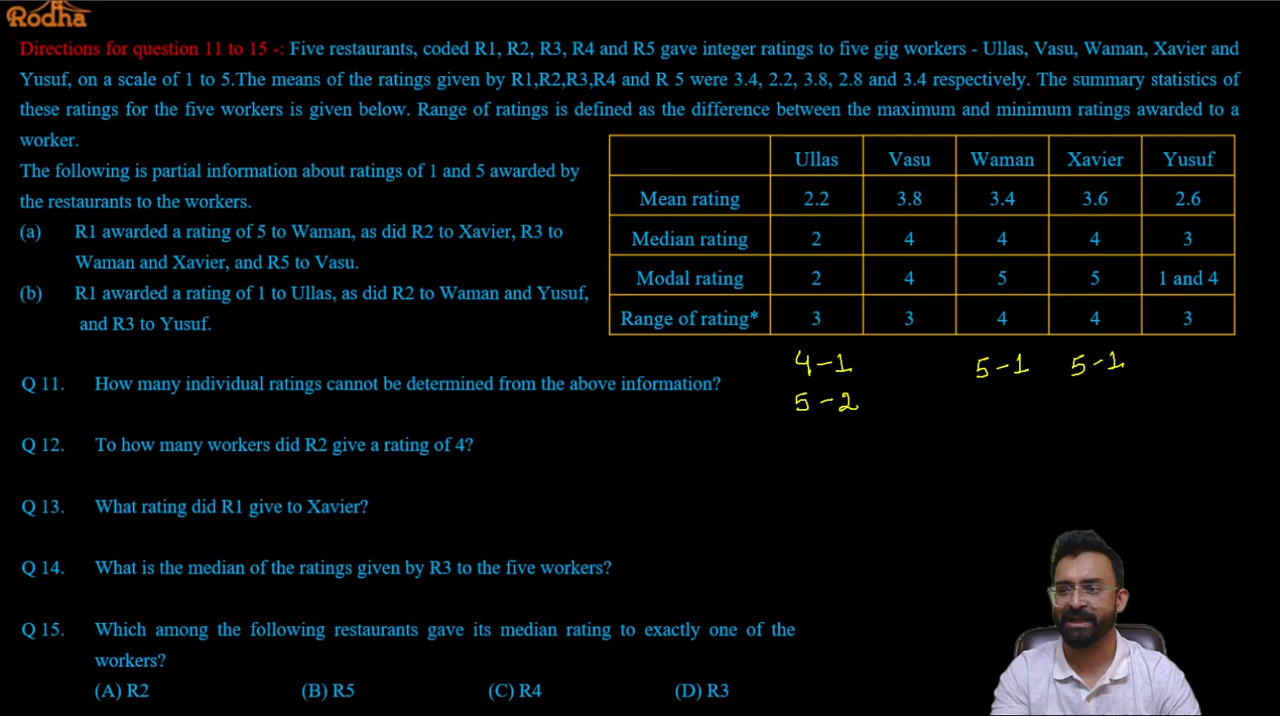 Rodha
Directions for question 11 to 15 -: Five restaurants, coded R1, R2, R3, R4 and R5 gave integer ratings to five gig workers - Ullas, Vasu, Waman, Xavier and
Yusuf, on a scale of 1 to 5.The means of the ratings given by R1,R2,R3,R4 and R 5 were 3.4, 2.2, 3.8, 2.8 and 3.4 respectively. The summary statistics of
these ratings for the five workers is given below. Range of ratings is defined as the difference between the maximum and minimum ratings awarded to a
worker.
The following is partial information about ratings of 1 and 5 awarded by
the restaurants to the workers.
(a) R1 awarded a rating of 5 to Waman, as did R2 to Xavier, R3 to
Waman and Xavier, and R5 to Vasu.
(b) R1 awarded a rating of 1 to Ullas, as did R2 to Waman and Yusuf,
and R3 to Yusuf.
Ullas Vasu Waman Xavier Yusuf
Mean rating 2.2 3.8 3.4 3.6 2.6
Median rating 2 4 4 4 3
Modal rating 2 4 5 5 1 and 4
Range of rating* 3 3 4 4 3
4-1 5-1 5-1
5-2
Q 11. How many individual ratings cannot be determined from the above information?
Q 12. To how many workers did R2 give a rating of 4?
Q 13. What rating did R1 give to Xavier?
Q 14. What is the median of the ratings given by R3 to the five workers?
Q 15. Which among the following restaurants gave its median rating to exactly one of the
workers?
(A) R2 (B) R5 (C) R4 (D) R3